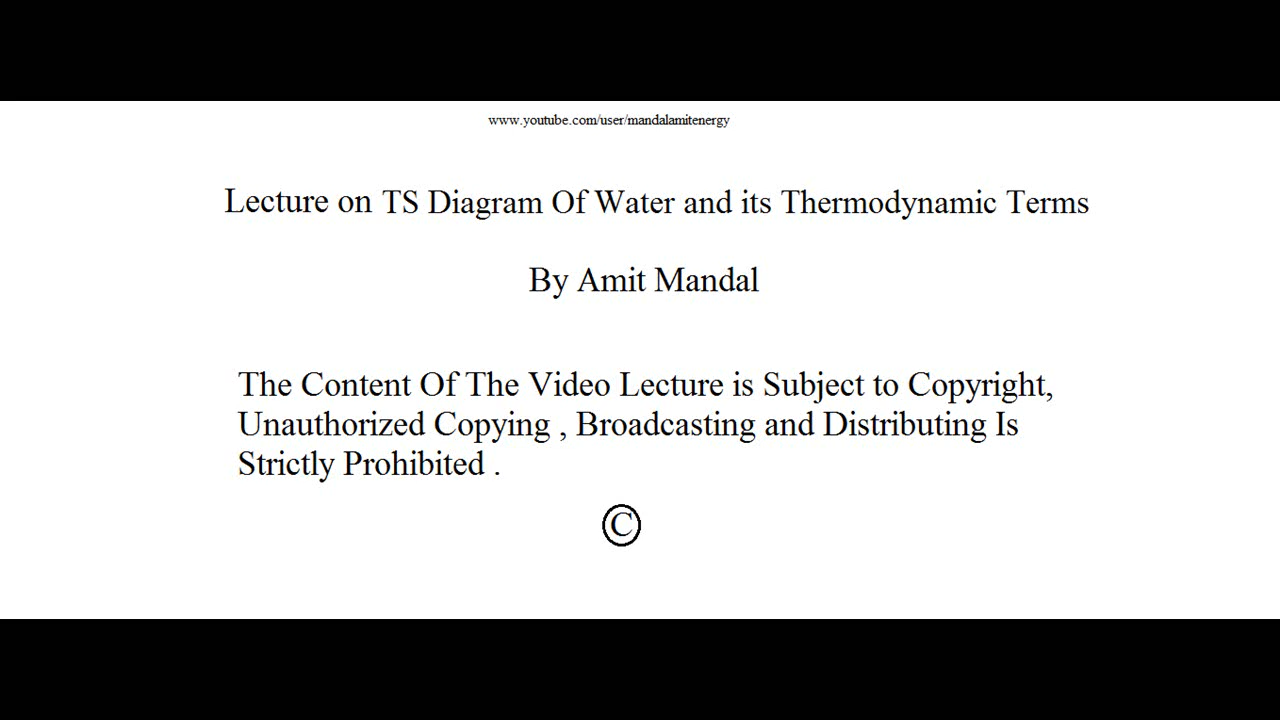 www.youtube.com/user/mandalamitenergy
Lecture on TS Diagram Of Water and its Thermodynamic Terms
By Amit Mandal
The Content Of The Video Lecture is Subject to Copyright,
Unauthorized Copying , Broadcasting and Distributing Is
Strictly Prohibited .
©